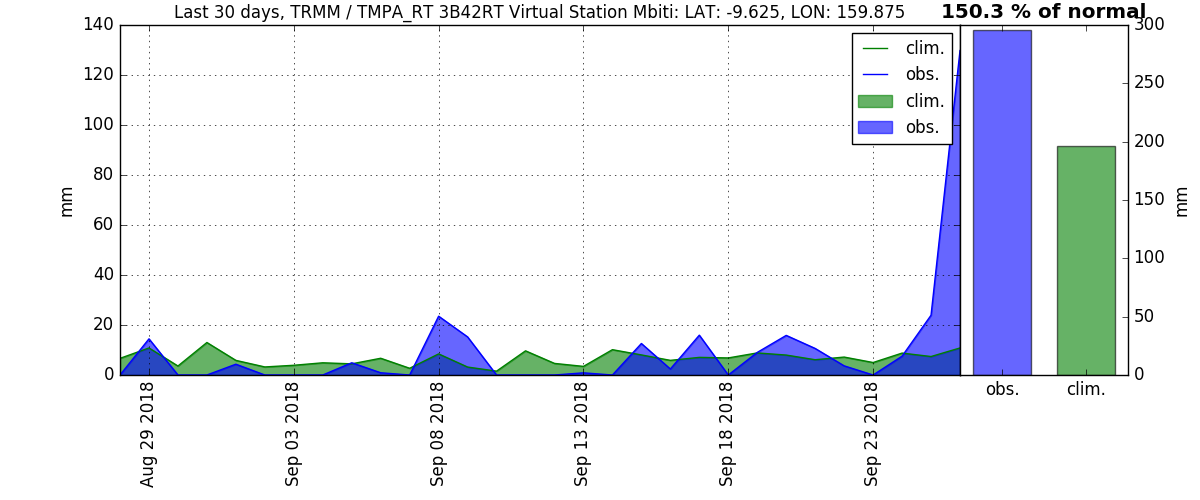 Last 30 days, TRMM / TMPA_RT 3B42RT Virtual Station Mbiti: LAT: -9.625, LON: 159.875
150.3 % of normal
140
120
100
80
60
40
20
0
mm
clim.
obs.
clim.
obs.
Aug 29 2018
Sep 03 2018
Sep 08 2018
Sep 13 2018
Sep 18 2018
Sep 23 2018
obs.
clim.
300
250
200
150
100
50
0
mm